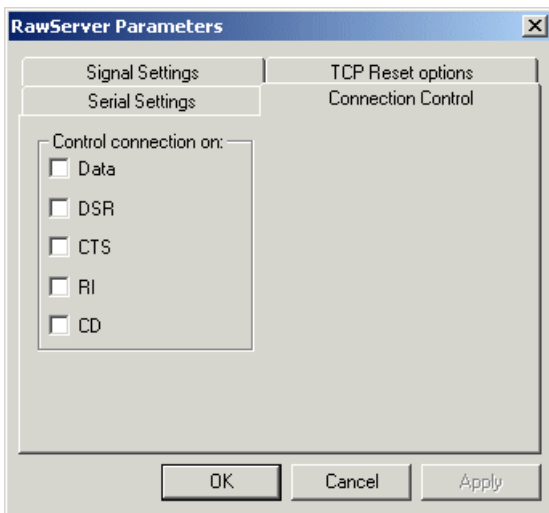 RawServer Parameters
Signal Settings TCP Reset options
Serial Settings Connection Control
Control connection on:
Data
DSR
CTS
RI
CD
OK Cancel Apply